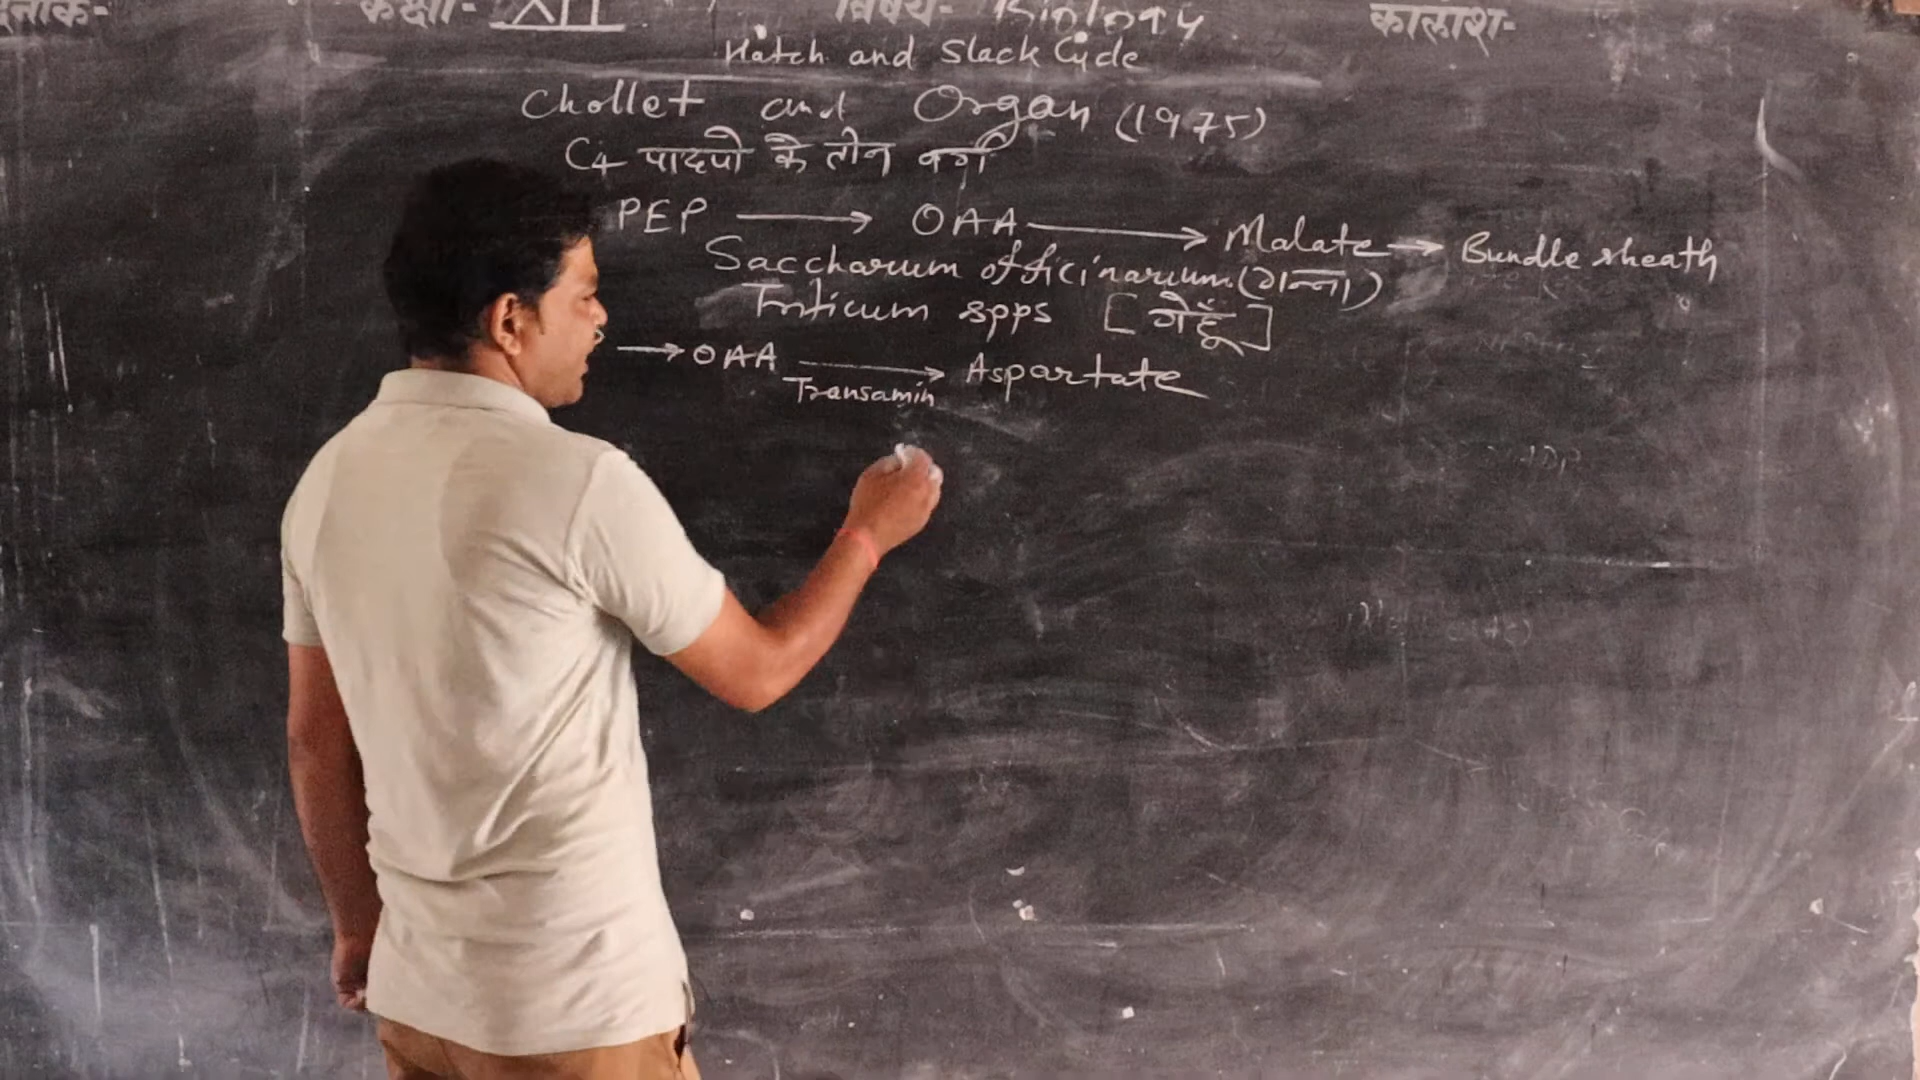 दिनांक- कक्षा- XII विषय- Biology कालांश-
Hatch and Slack Cycle
Chollet and Organ (1975)
C4 पादपो के तीन वर्ग
PEP → OAA → Malate → Bundle sheath
Saccharum officinarum (गन्ना)
Triticum spps [गेहूँ]
→ OAA → Aspartate
Transamin